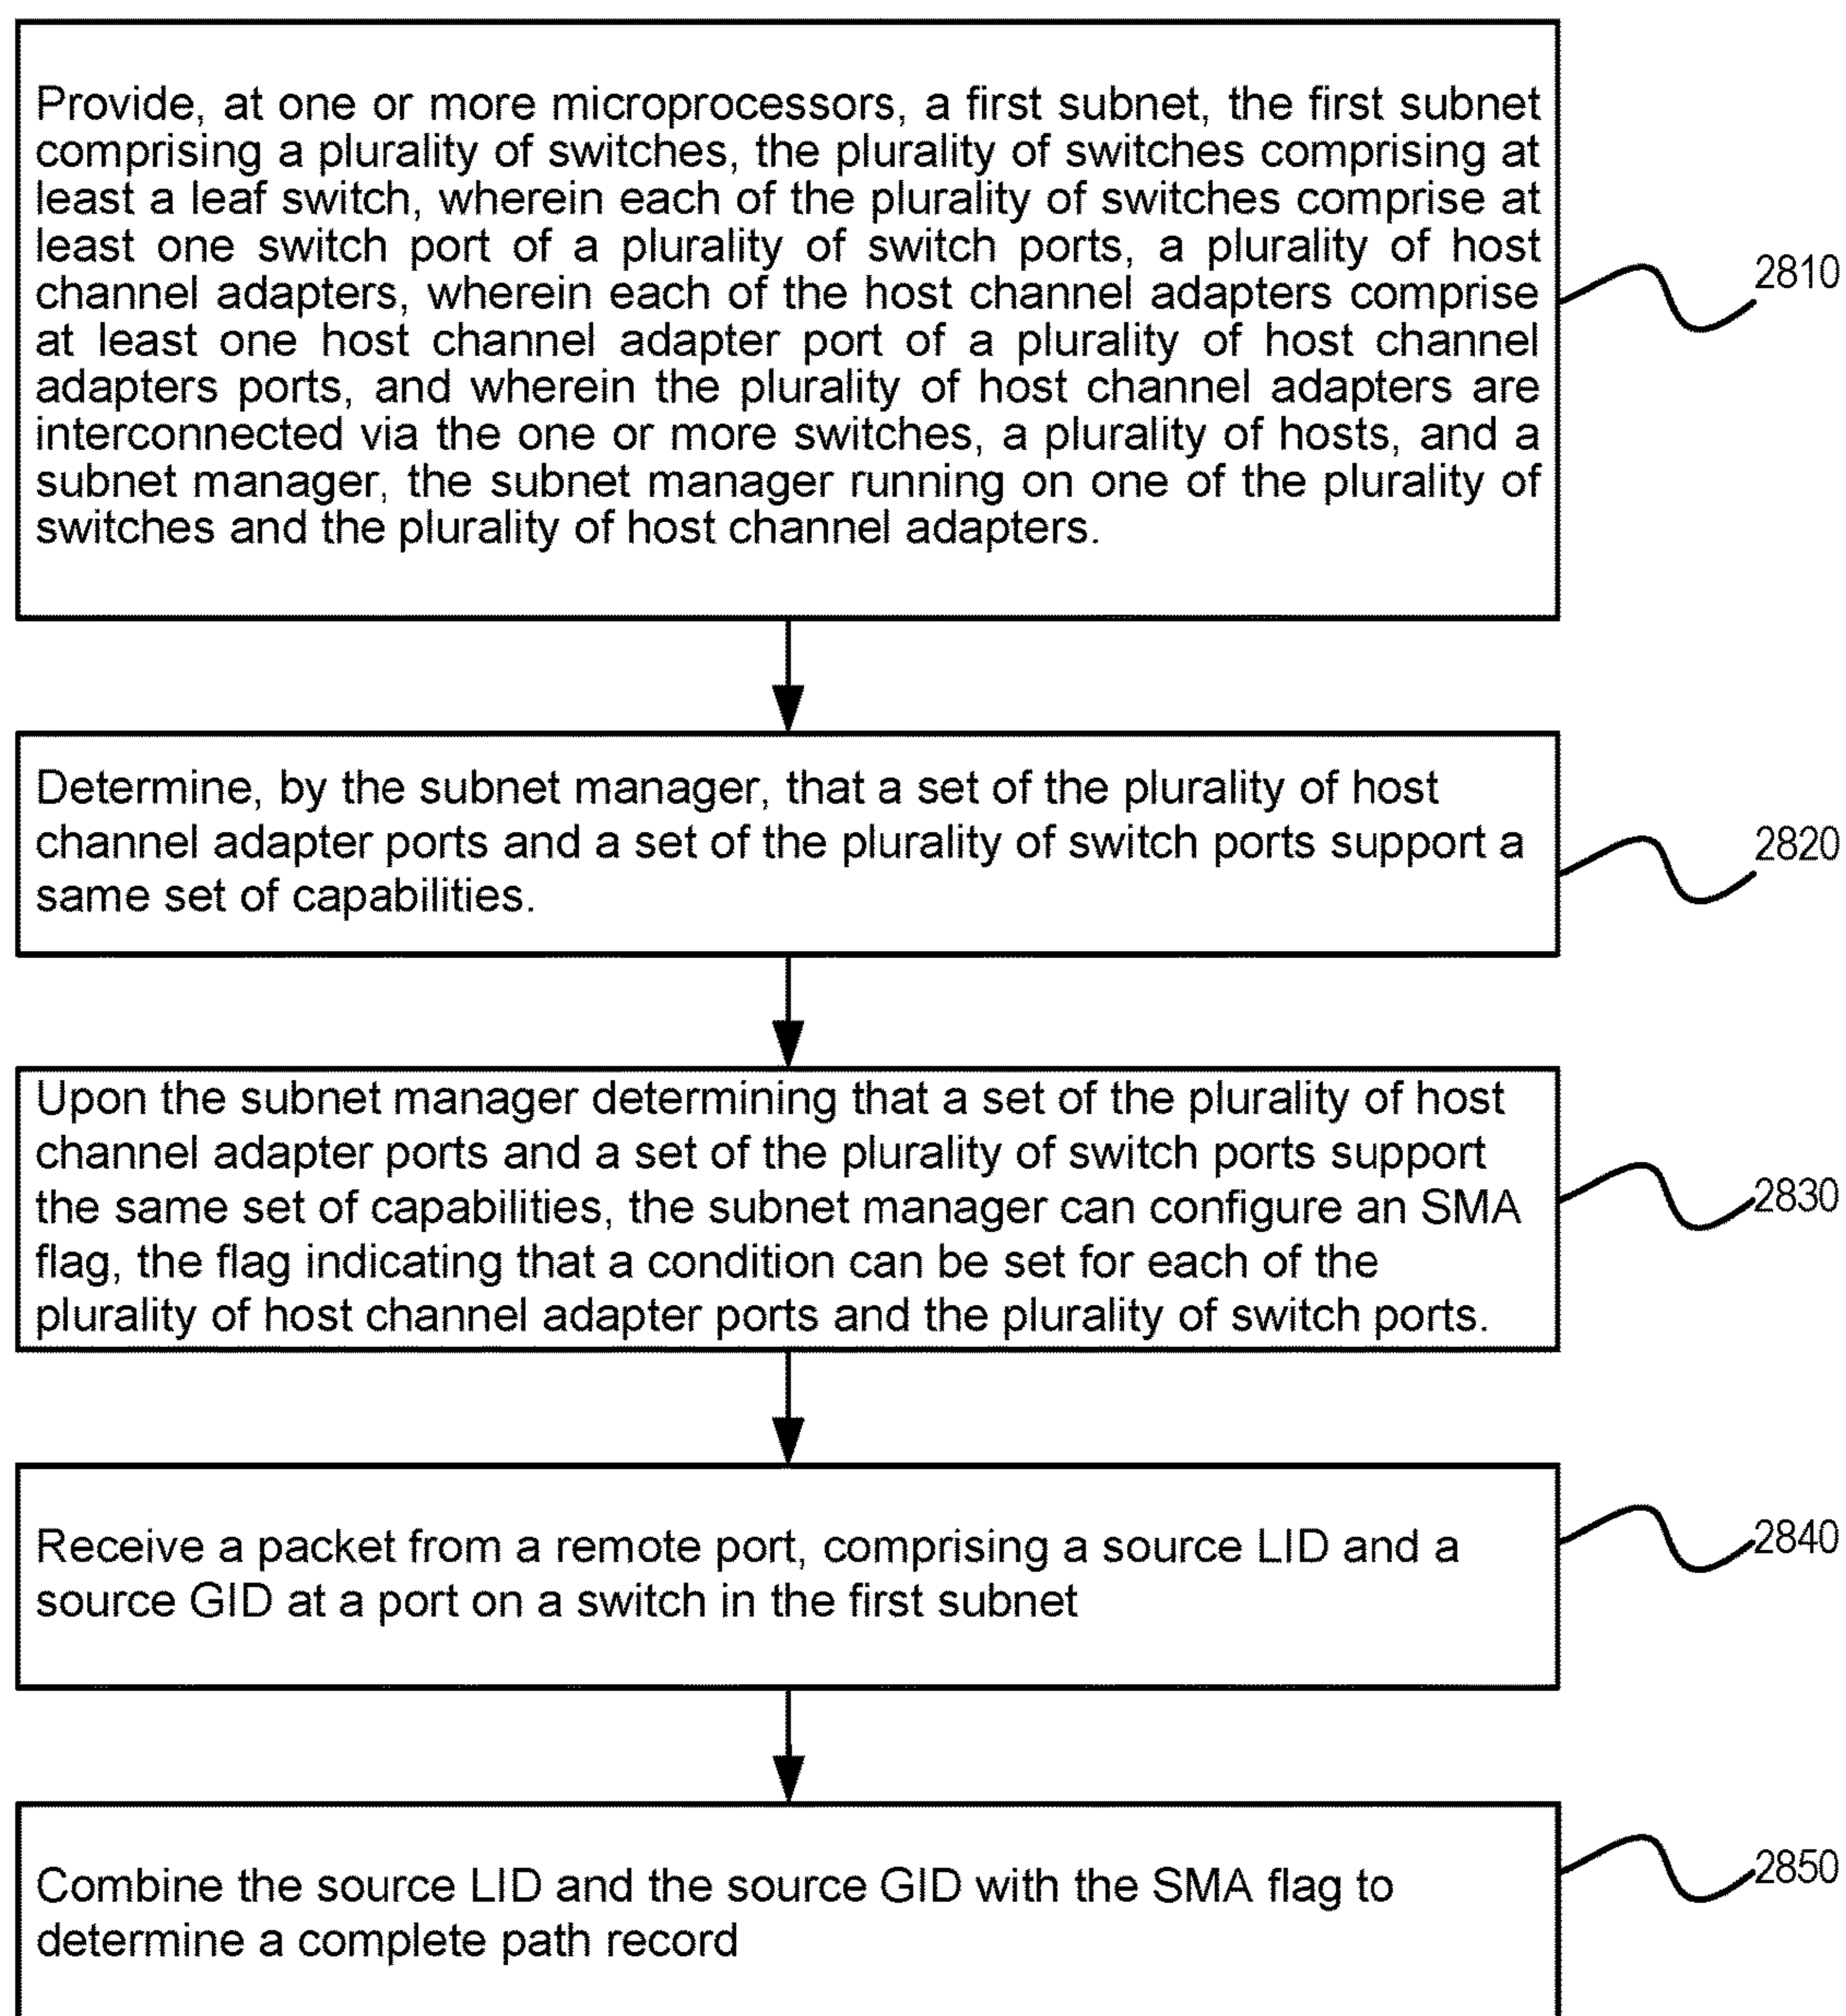 Provide, at one or more microprocessors, a first subnet, the first subnet
comprising a plurality of switches, the plurality of switches comprising at
least a leaf switch, wherein each of the plurality of switches comprise at
least one switch port of a plurality of switch ports, a plurality of host
channel adapters, wherein each of the host channel adapters comprise
at least one host channel adapter port of a plurality of host channel
adapters ports, and wherein the plurality of host channel adapters are
interconnected via the one or more switches, a plurality of hosts, and a
subnet manager, the subnet manager running on one of the plurality of
switches and the plurality of host channel adapters.
2810
Determine, by the subnet manager, that a set of the plurality of host
channel adapter ports and a set of the plurality of switch ports support a
same set of capabilities.
2820
Upon the subnet manager determining that a set of the plurality of host
channel adapter ports and a set of the plurality of switch ports support
the same set of capabilities, the subnet manager can configure an SMA
flag, the flag indicating that a condition can be set for each of the
plurality of host channel adapter ports and the plurality of switch ports.
2830
Receive a packet from a remote port, comprising a source LID and a
source GID at a port on a switch in the first subnet
2840
Combine the source LID and the source GID with the SMA flag to
determine a complete path record
2850